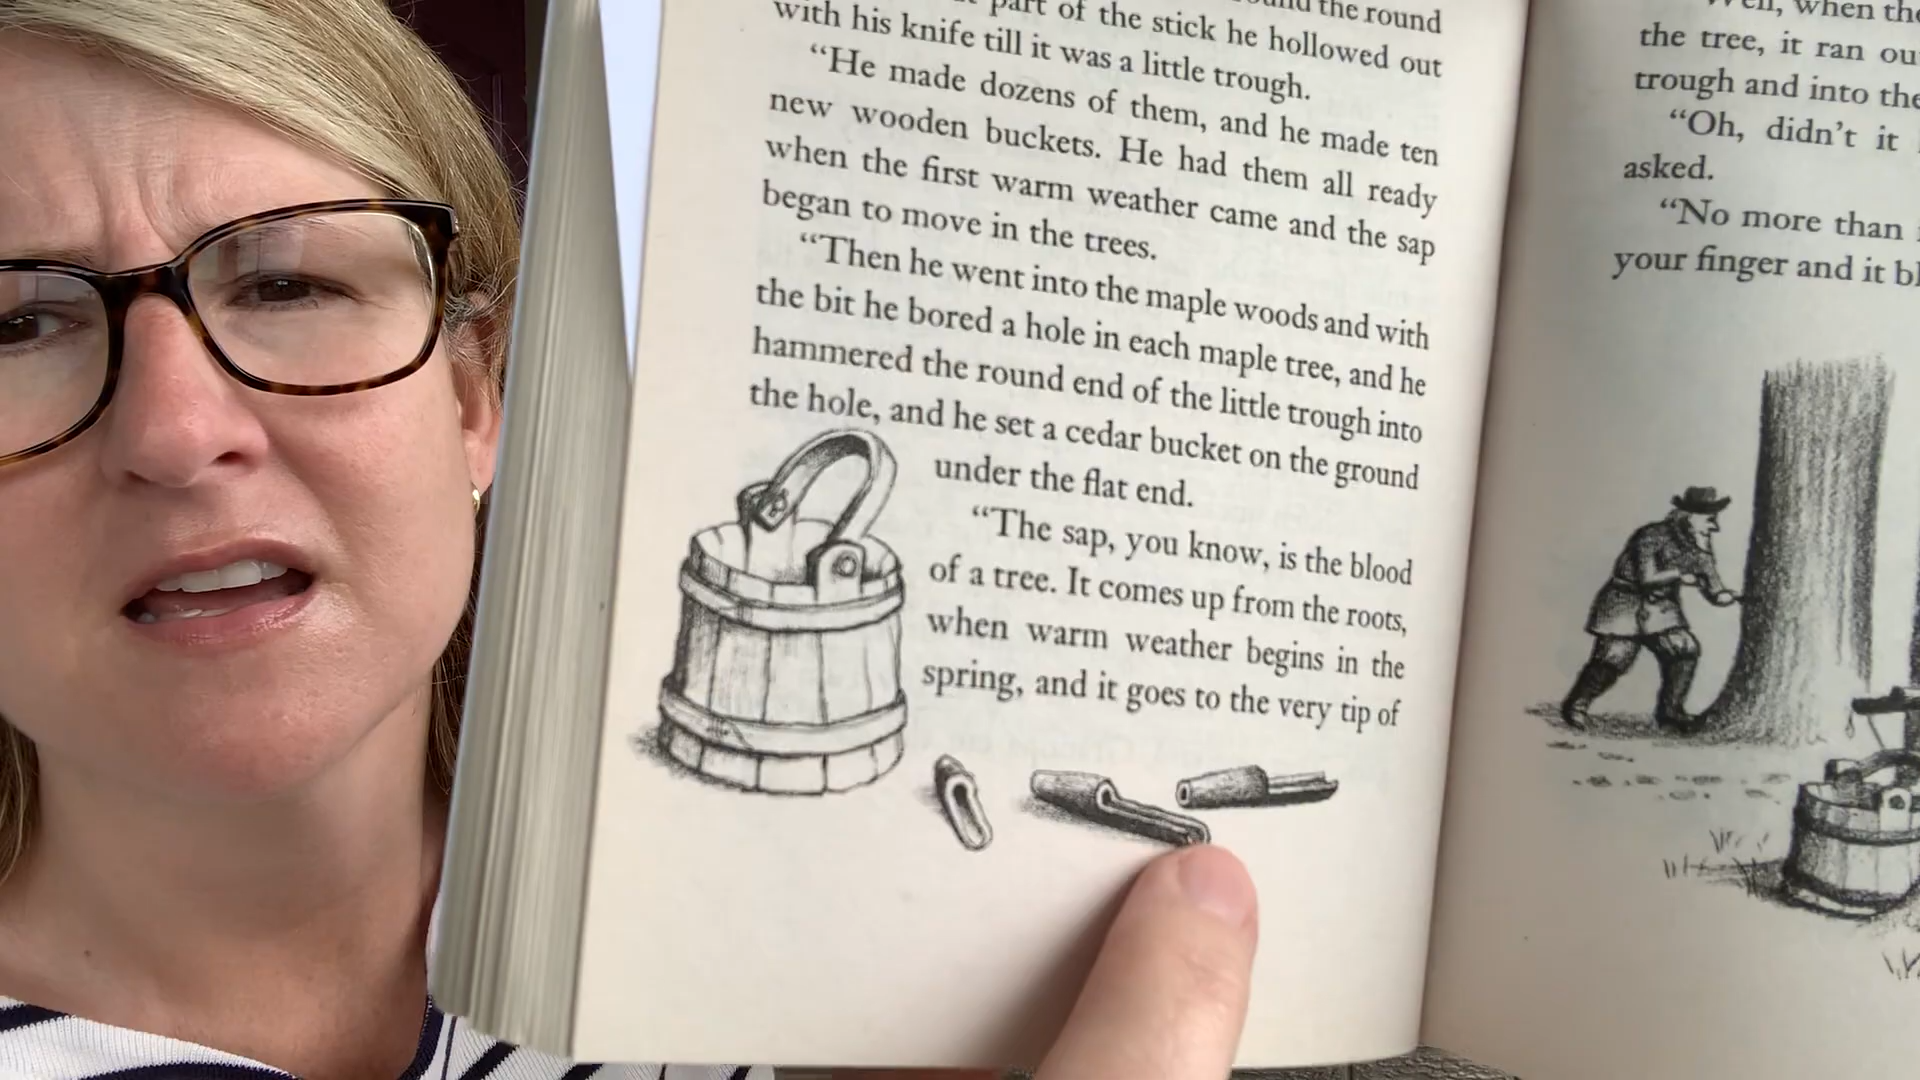 part of the stick he hollowed out
the round
with his knife till it was a little trough.
“He made dozens of them, and he made ten
new wooden buckets. He had them all ready
when the first warm weather came and the sap
began to move in the trees.
“Then he went into the maple woods and with
the bit he bored a hole in each maple tree, and he
hammered the round end of the little trough into
the hole, and he set a cedar bucket on the ground
under the flat end.
“The sap, you know, is the blood
of a tree. It comes up from the roots,
when warm weather begins in the
spring, and it goes to the very tip of
when the
the tree, it ran
trough and into the
“Oh, didn’t it
asked.
“No more than
your finger and it